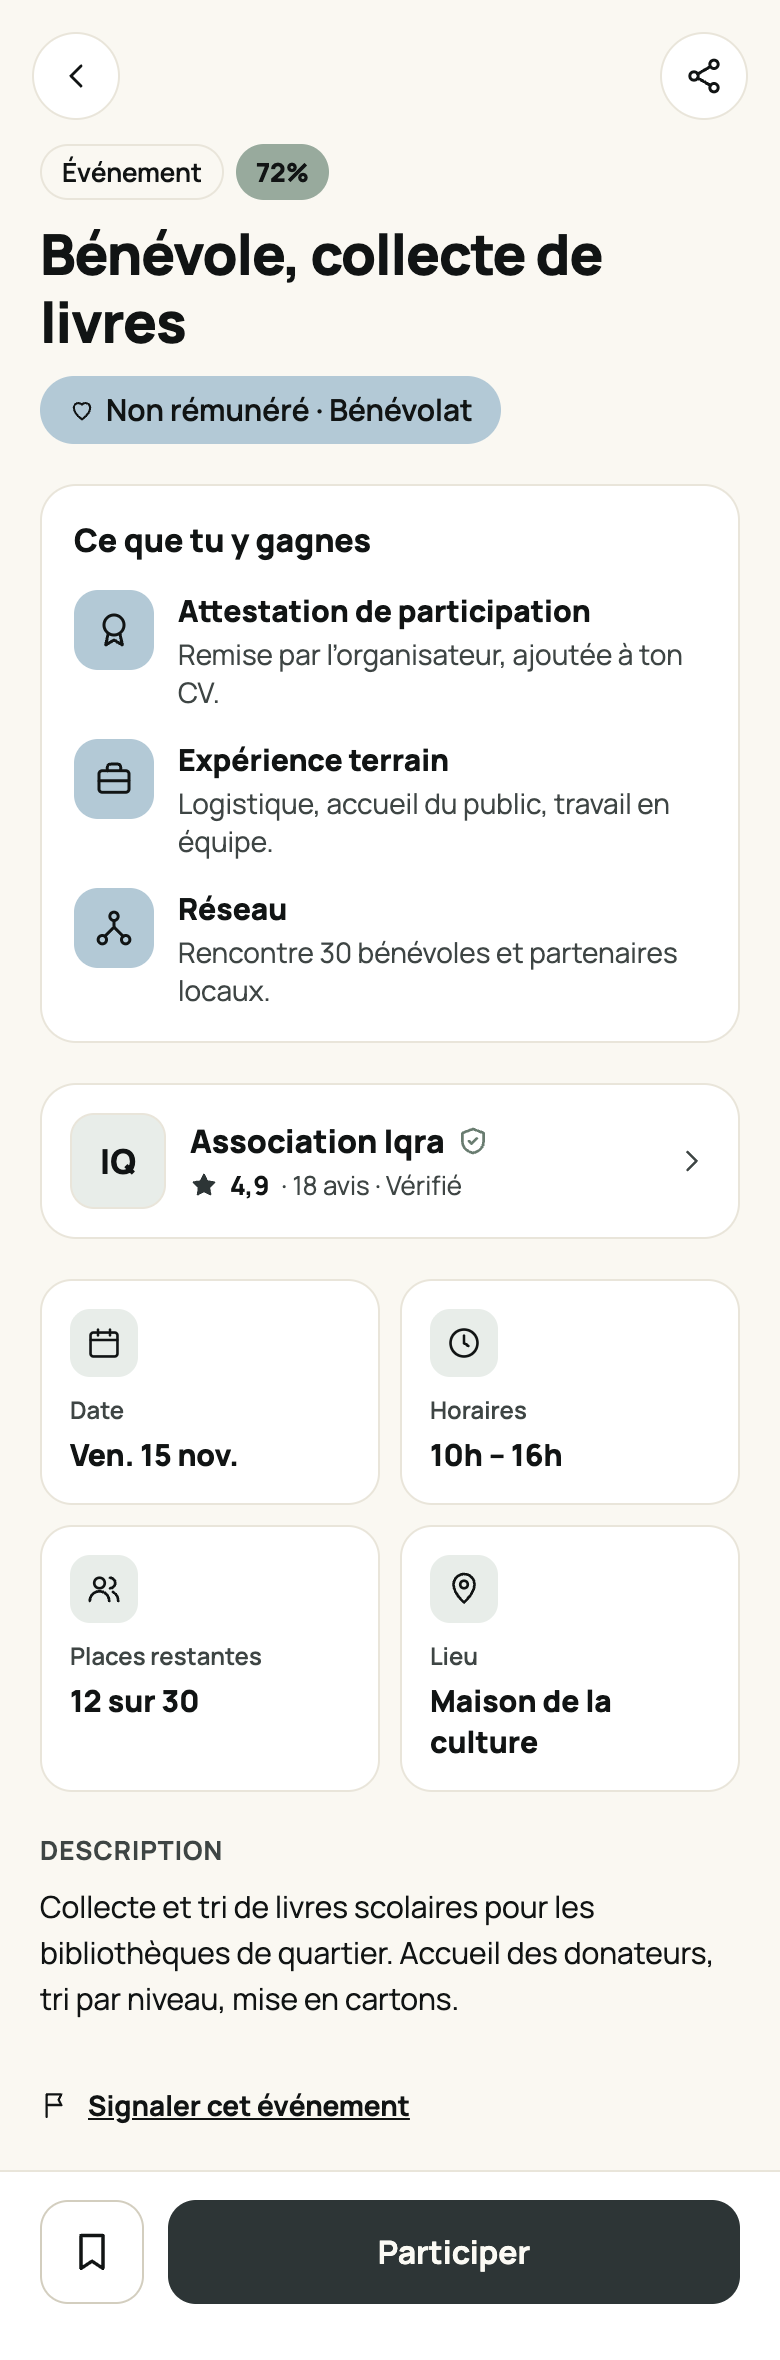 Événement
72%
Bénévole, collecte de
livres
Non rémunéré · Bénévolat
Ce que tu y gagnes
Attestation de participation
Remise par l’organisateur, ajoutée à ton
CV.
Expérience terrain
Logistique, accueil du public, travail en
équipe.
Réseau
Rencontre 30 bénévoles et partenaires
locaux.
IQ
Association Iqra
4,9 · 18 avis · Vérifié
Date
Ven. 15 nov.
Horaires
10h – 16h
Places restantes
12 sur 30
Lieu
Maison de la
culture
DESCRIPTION
Collecte et tri de livres scolaires pour les
bibliothèques de quartier. Accueil des donateurs,
tri par niveau, mise en cartons.
Signaler cet événement
Participer